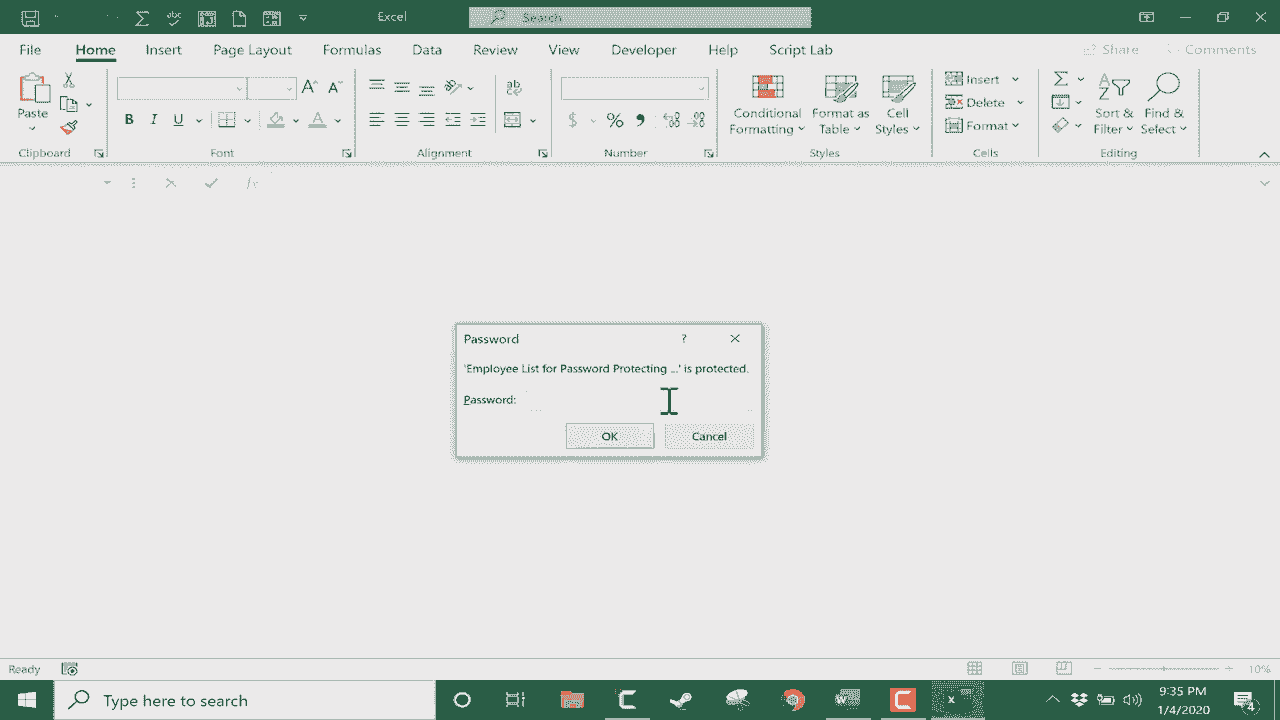 Excel
Search
File Home Insert Page Layout Formulas Data Review View Developer Help Script Lab Share Comments
Paste
B I U
$ % ,
Conditional Formatting
Format as Table
Cell Styles
Insert
Delete
Format
Sort & Filter
Find & Select
Clipboard Font Alignment Number Styles Cells Editing
fx
Password ?
'Employee List for Password Protecting ...' is protected.
Password:
OK Cancel
Ready 10%
Type here to search
9:35 PM
1/4/2020